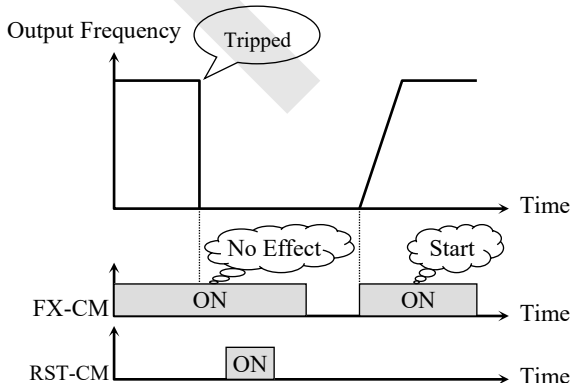 Output Frequency
Tripped
Time
No Effect
Start
FX-CM
ON
ON
Time
RST-CM
ON
Time